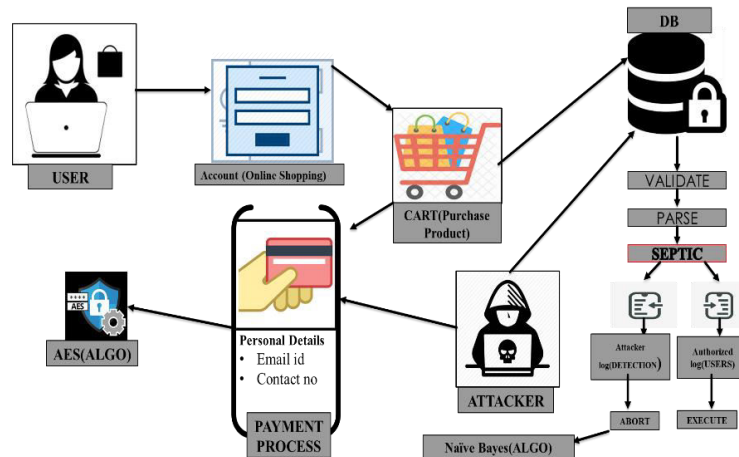 DB
USER
Account (Online Shopping)
CART(Purchase
Product)
VALIDATE
PARSE
SEPTIC
AES
AES(ALGO)
Personal Details
• Email id
• Contact no
PAYMENT
PROCESS
ATTACKER
Attacker
log(DETECTION)
Authorized
log(USERS)
ABORT
EXECUTE
Naïve Bayes(ALGO)